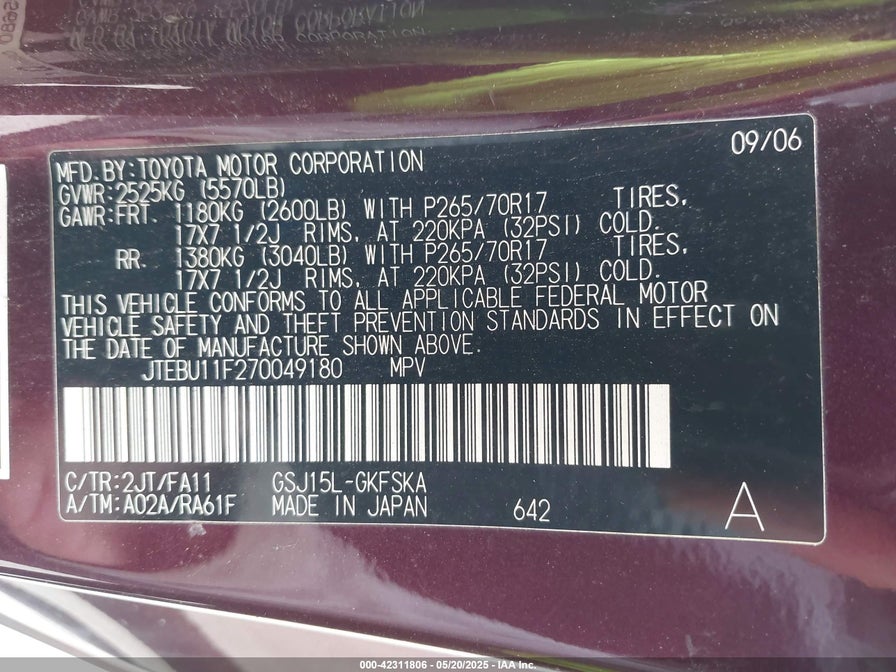 09/06
MFD.BY:TOYOTA MOTOR CORPORATION
GVWR:2525KG (5570LB)
GAWR:FRT. 1180KG (2600LB) WITH P265/70R17 TIRES,
17X7 1/2J RIMS, AT 220KPA (32PSI) COLD.
RR. 1380KG (3040LB) WITH P265/70R17 TIRES,
17X7 1/2J RIMS, AT 220KPA (32PSI) COLD.
THIS VEHICLE CONFORMS TO ALL APPLICABLE FEDERAL MOTOR
VEHICLE SAFETY AND THEFT PREVENTION STANDARDS IN EFFECT ON
THE DATE OF MANUFACTURE SHOWN ABOVE.
JTEBU11F270049180 MPV
C/TR:2JT/FA11 GSJ15L-GKFSKA
A/TM:A02A/RA61F MADE IN JAPAN 642 A
000-42311806 - 05/20/2025 - IAA Inc.